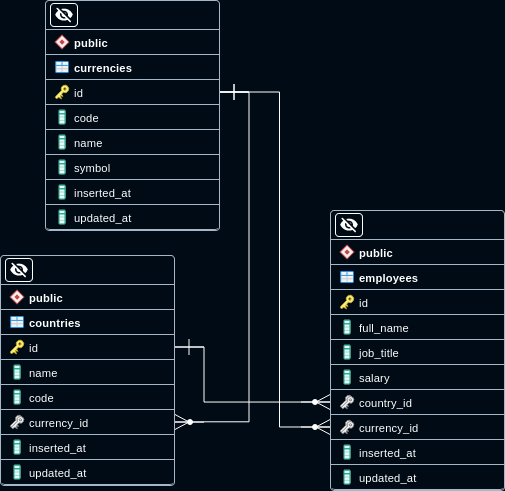 public
currencies
id
code
name
symbol
inserted_at
updated_at
public
countries
id
name
code
currency_id
inserted_at
updated_at
public
employees
id
full_name
job_title
salary
country_id
currency_id
inserted_at
updated_at